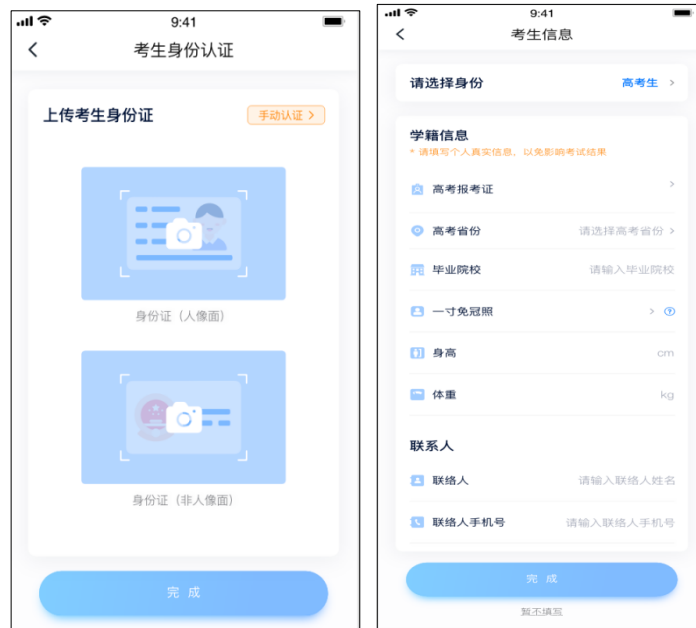 9:41
考生身份认证
上传考生身份证
手动认证 >
身份证（人像面）
身份证（非人像面）
完 成
9:41
考生信息
请选择身份 高考生 >
学籍信息
* 请填写个人真实信息，以免影响考试结果
高考报考证 >
高考省份 请选择高考省份 >
毕业院校 请输入毕业院校
一寸免冠照 > ?
身高 cm
体重 kg
联系人
联络人 请输入联络人姓名
联络人手机号 请输入联络人手机号
完 成
暂不填写